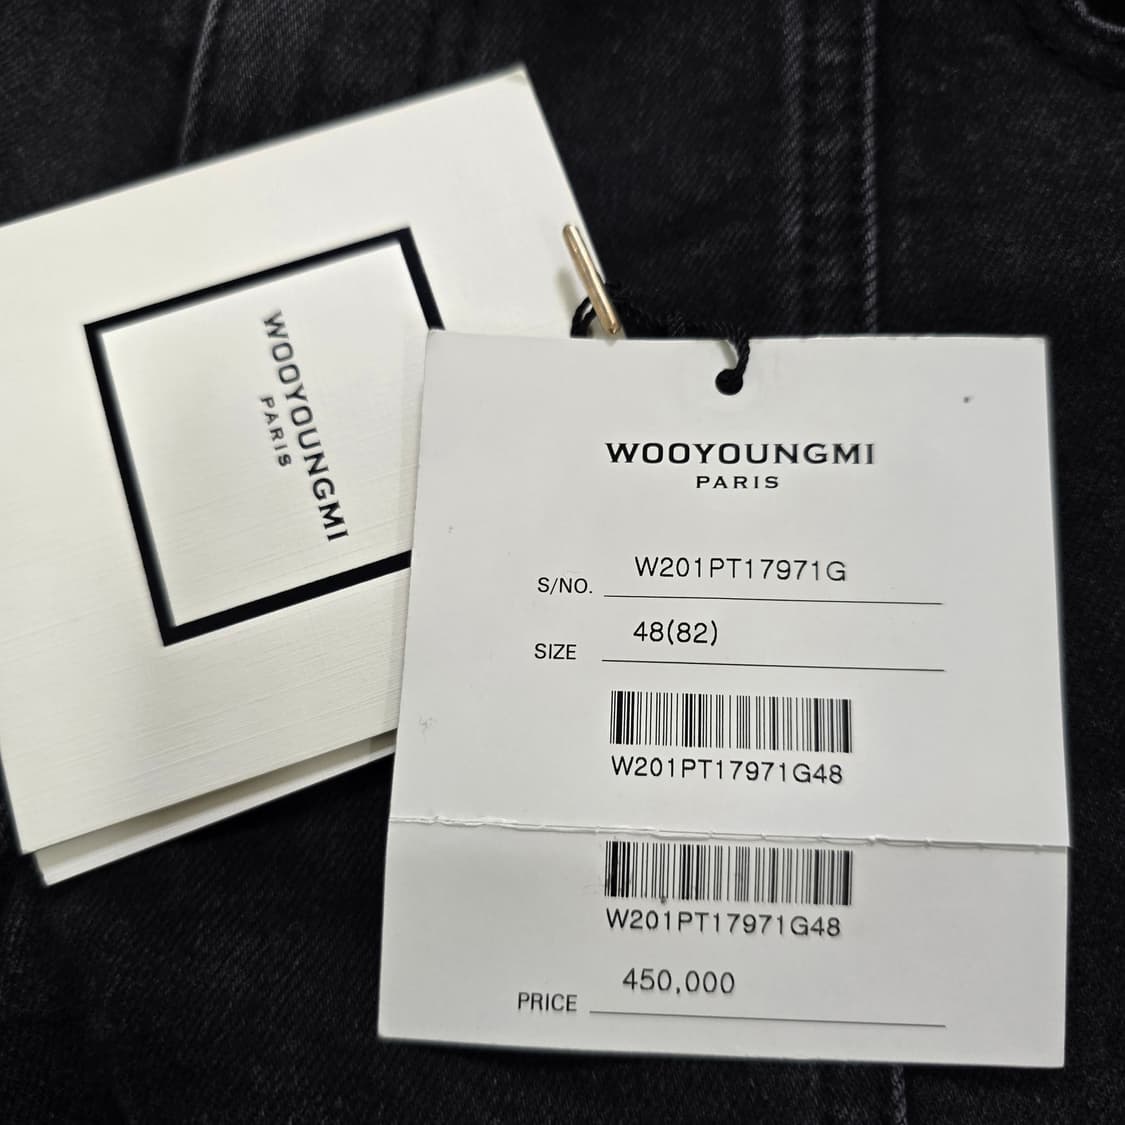 WOOYOUNGMI
PARIS
WOOYOUNGMI
PARIS
S/NO. W201PT17971G
SIZE 48(82)
W201PT17971G48
W201PT17971G48
PRICE 450,000